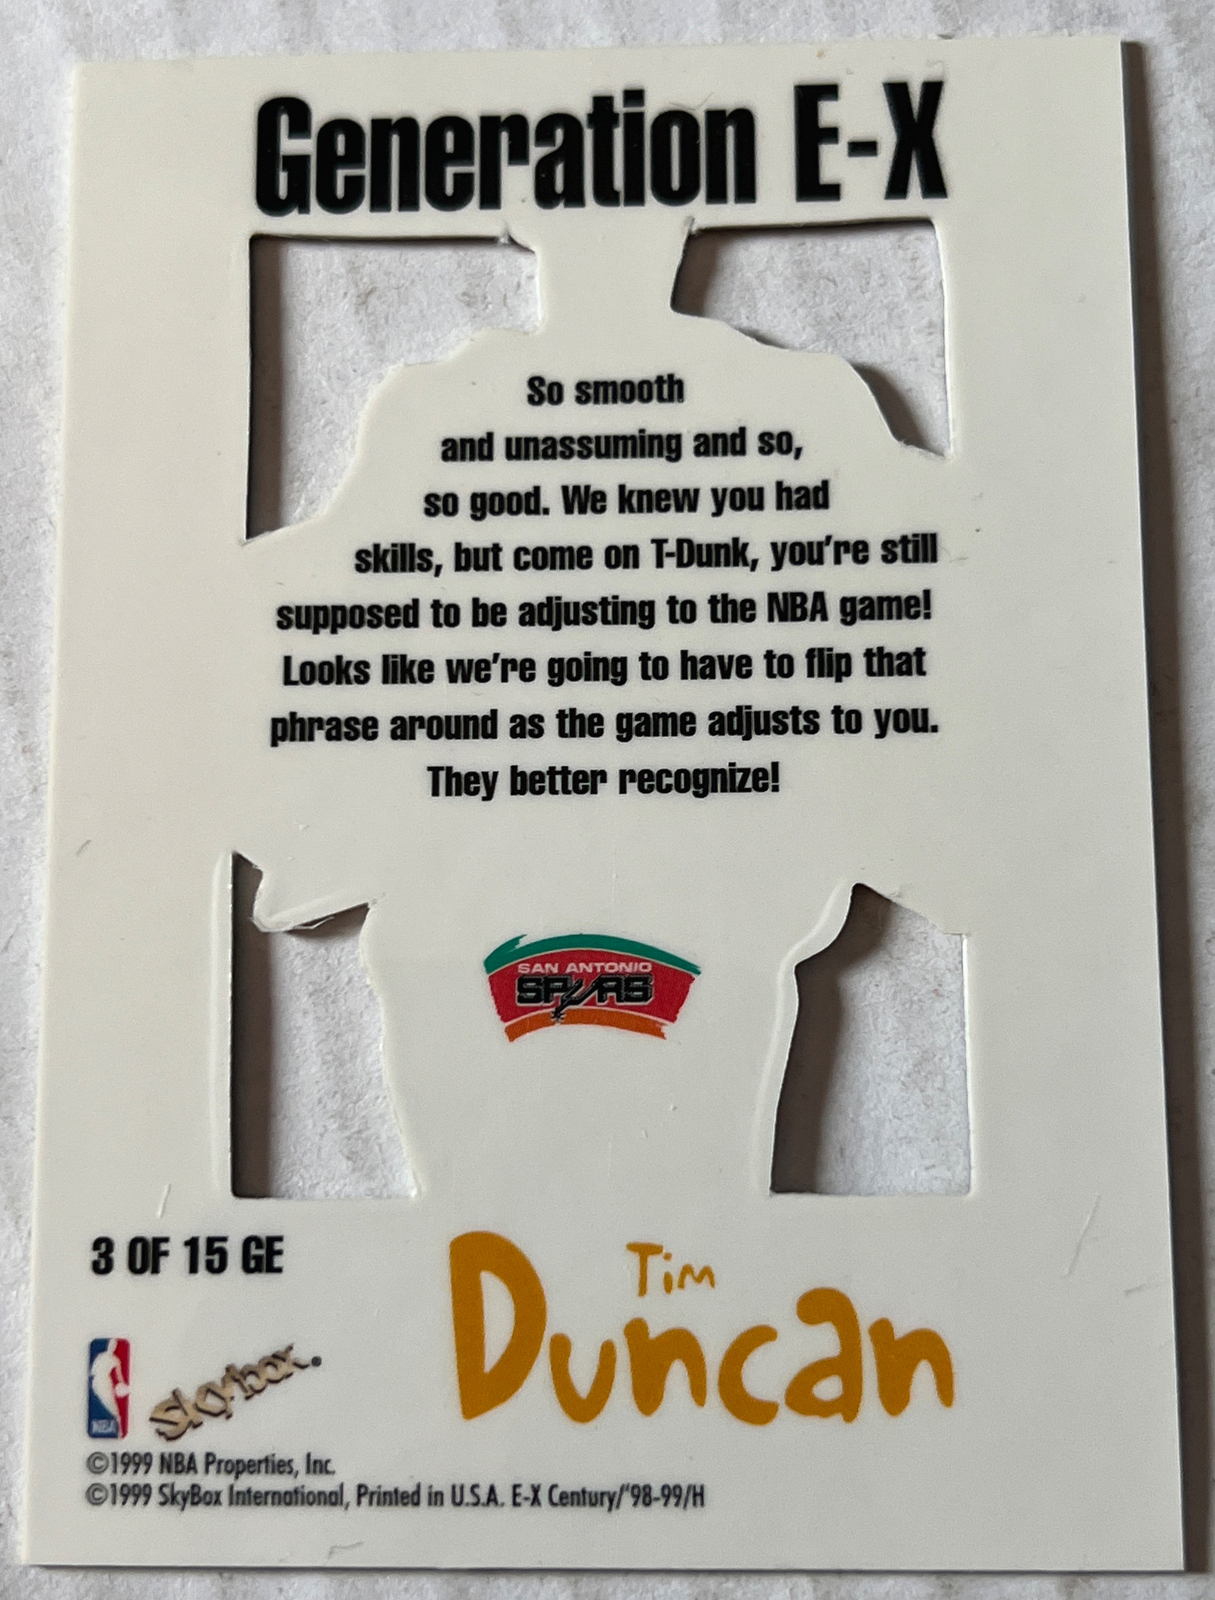 Generation E-X
So smooth
and unassuming and so,
so good. We knew you had
skills, but come on T-Dunk, you're still
supposed to be adjusting to the NBA game!
Looks like we're going to have to flip that
phrase around as the game adjusts to you.
They better recognize!
SAN ANTONIO
SPURS
3 OF 15 GE
Tim
Duncan
NBA
Skybox
©1999 NBA Properties, Inc.
©1999 SkyBox International, Printed in U.S.A. E-X Century/'98-99/H